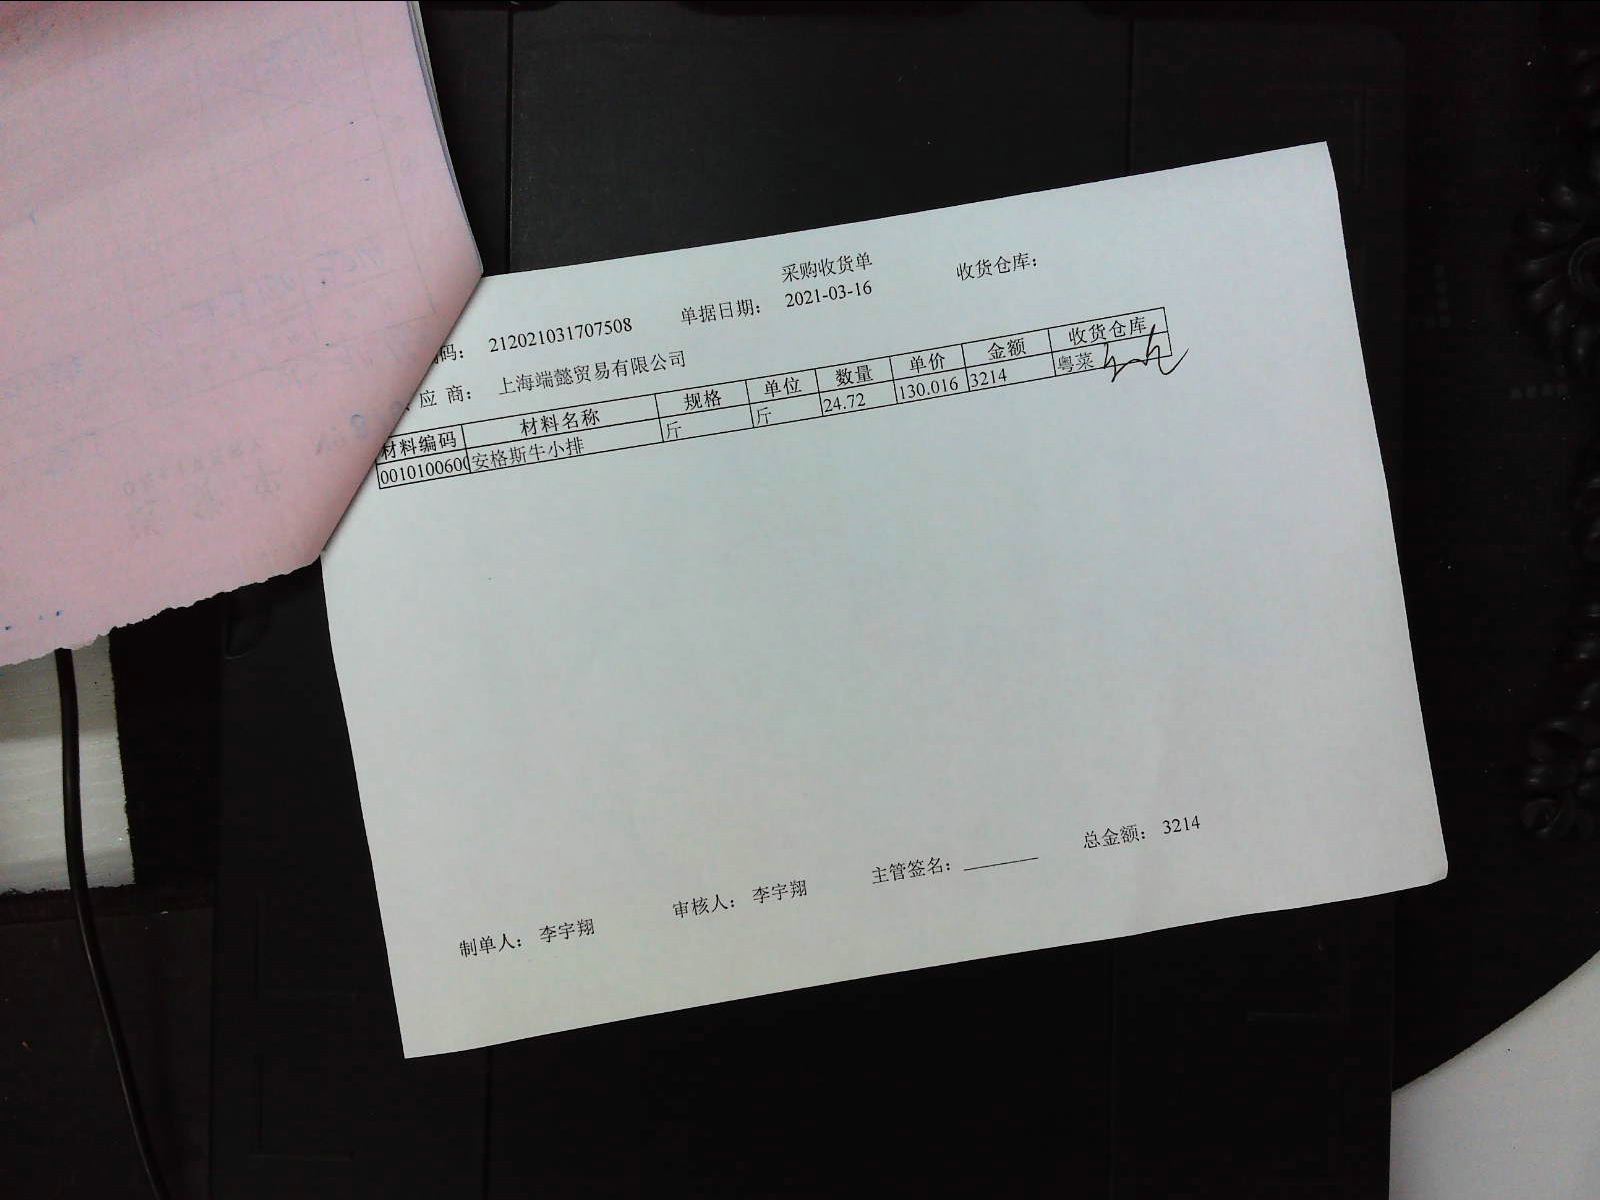 采购收货单
码： 212021031707508 单据日期： 2021-03-16 收货仓库：
应 商： 上海端懿贸易有限公司
材料编码 材料名称 规格 单位 数量 单价 金额 收货仓库
0010100600 安格斯牛小排 斤 斤 24.72 130.016 3214 粤菜
制单人： 李宇翔 审核人： 李宇翔 主管签名： 总金额： 3214